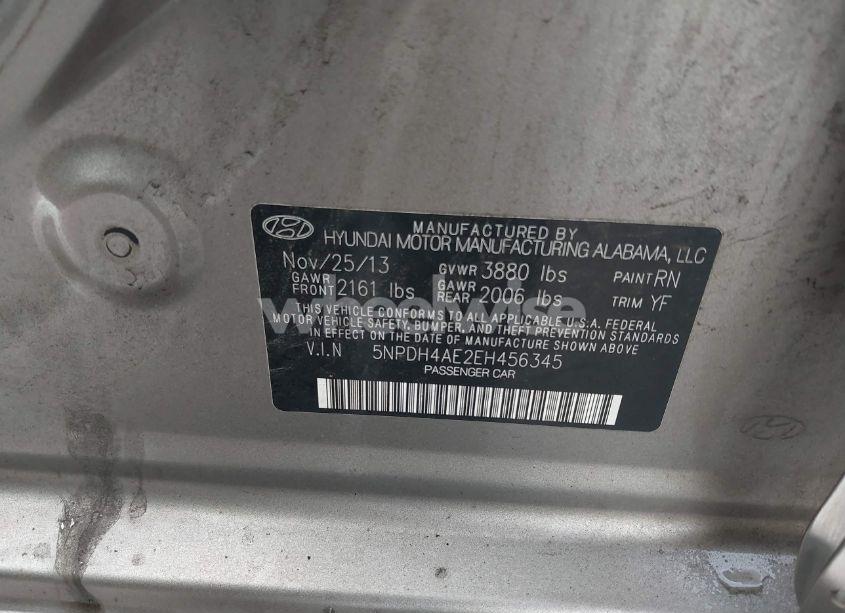 MANUFACTURED BY
HYUNDAI MOTOR MANUFACTURING ALABAMA, LLC
Nov/25/13 GVWR 3880 lbs PAINT RN
GAWR FRONT 2161 lbs GAWR REAR 2006 lbs TRIM YF
THIS VEHICLE CONFORMS TO ALL APPLICABLE U.S.A. FEDERAL
MOTOR VEHICLE SAFETY, BUMPER, AND THEFT PREVENTION STANDARDS
IN EFFECT ON THE DATE OF MANUFACTURE SHOWN ABOVE
V.I.N 5NPDH4AE2EH456345
PASSENGER CAR
wheelwise